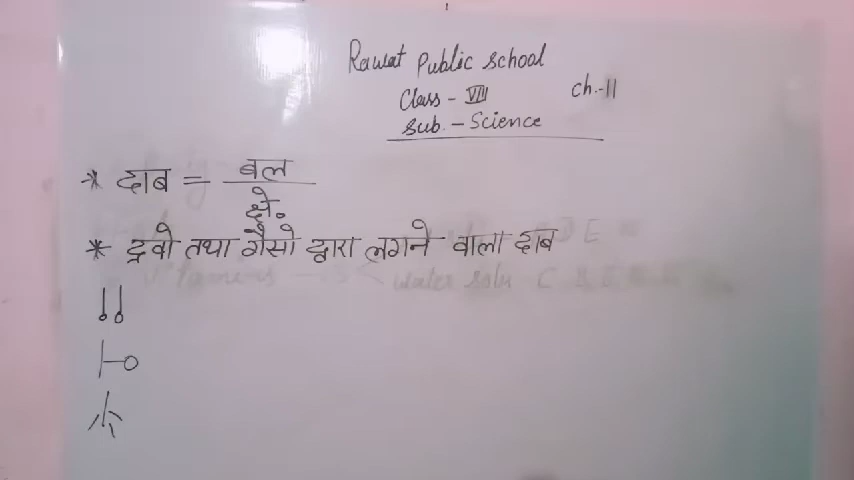 Rawat Public school
Class - VIII ch.-11
Sub. - Science
* दाब = बल
क्षे.
* द्रवो तथा गैसो द्वारा लगने वाला दाब